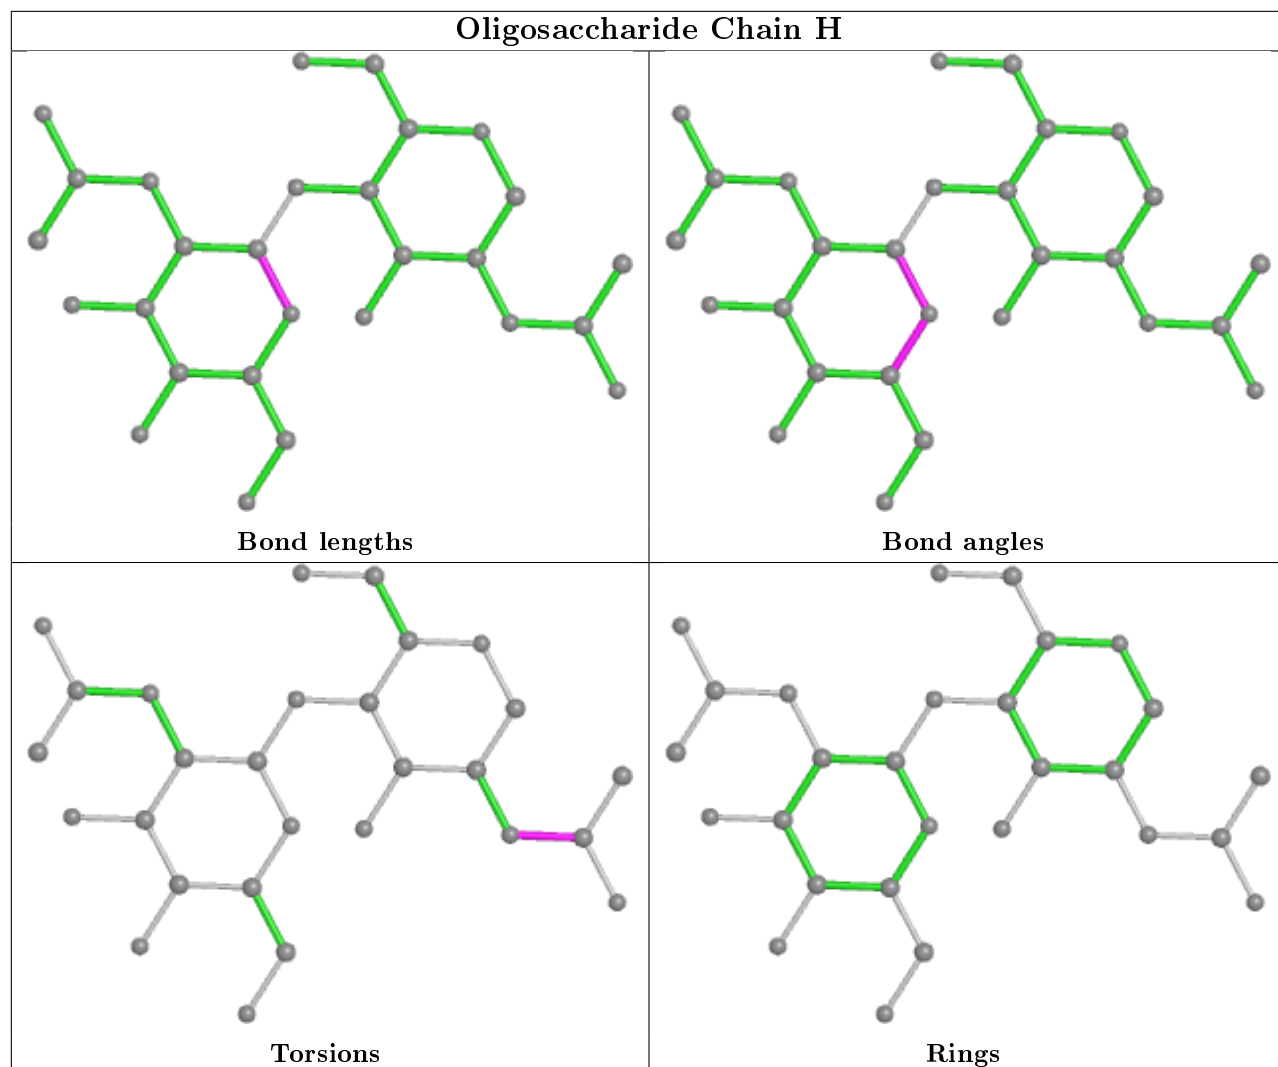 Oligosaccharide Chain H
Bond lengths
Bond angles
Torsions
Rings